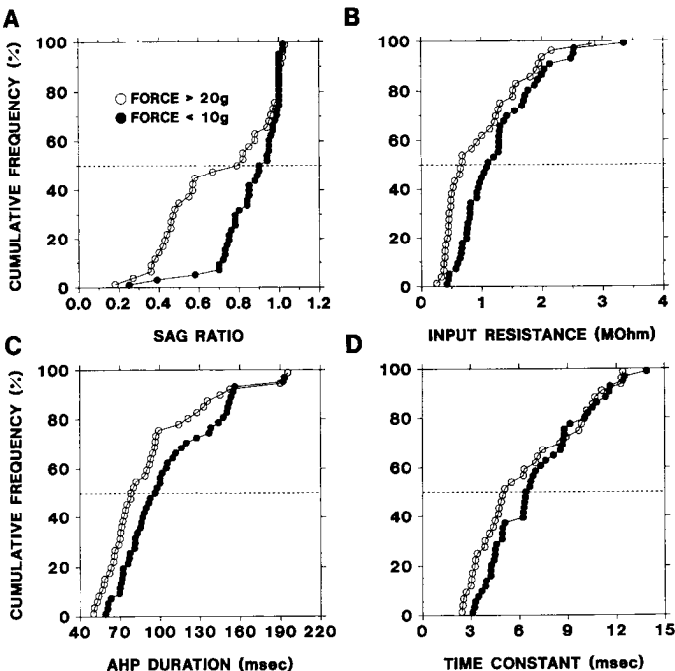 A
CUMULATIVE FREQUENCY (%)
100
80
60
40
20
0
○ FORCE > 20g
● FORCE < 10g
0.0 0.2 0.4 0.6 0.8 1.0 1.2
SAG RATIO
B
100
80
60
40
20
0
0 1 2 3 4
INPUT RESISTANCE (MOhm)
C
CUMULATIVE FREQUENCY (%)
100
80
60
40
20
0
40 70 100 130 160 190 220
AHP DURATION (msec)
D
100
80
60
40
20
0
0 3 6 9 12 15
TIME CONSTANT (msec)